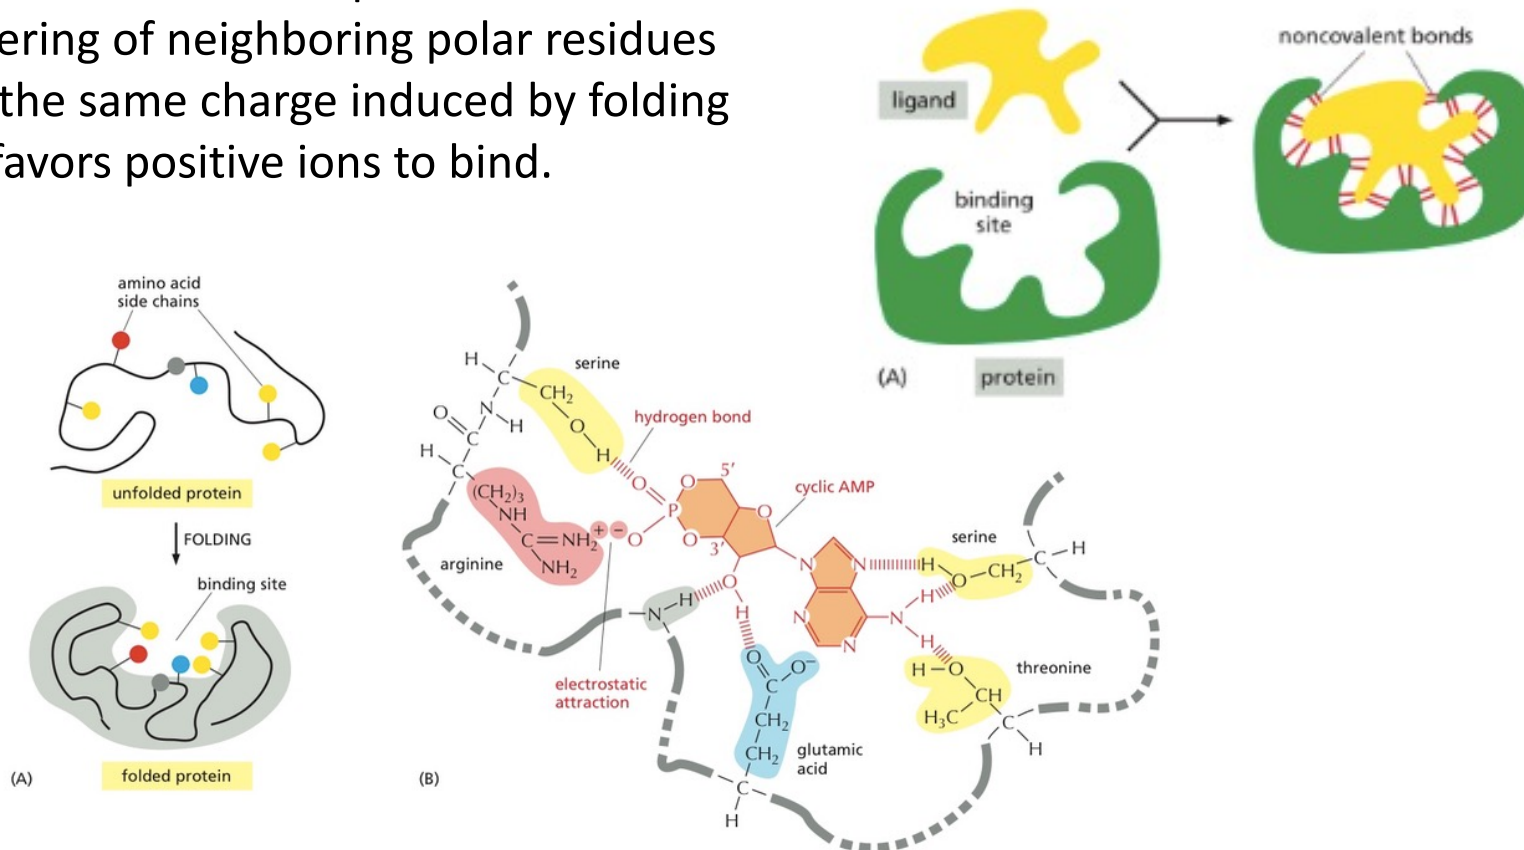 ering of neighboring polar residues
the same charge induced by folding
favors positive ions to bind.
noncovalent bonds
ligand
binding
site
(A)
protein
amino acid
side chains
unfolded protein
FOLDING
binding site
folded protein
(A)
serine
H
C
CH₂
O
H
N
H
O
C
H
C
hydrogen bond
(CH₂)₃
NH
C=NH₂
NH₂
+ −
arginine
O
P
O
O
O
5′
3′
O
cyclic AMP
N
N
N
N
N
H
H
serine
H
O
CH₂
C
H
N
H
O
H
electrostatic
attraction
O
O⁻
C
CH₂
CH₂
glutamic
acid
C
H
H–O
threonine
CH
H₃C
C
H
(B)